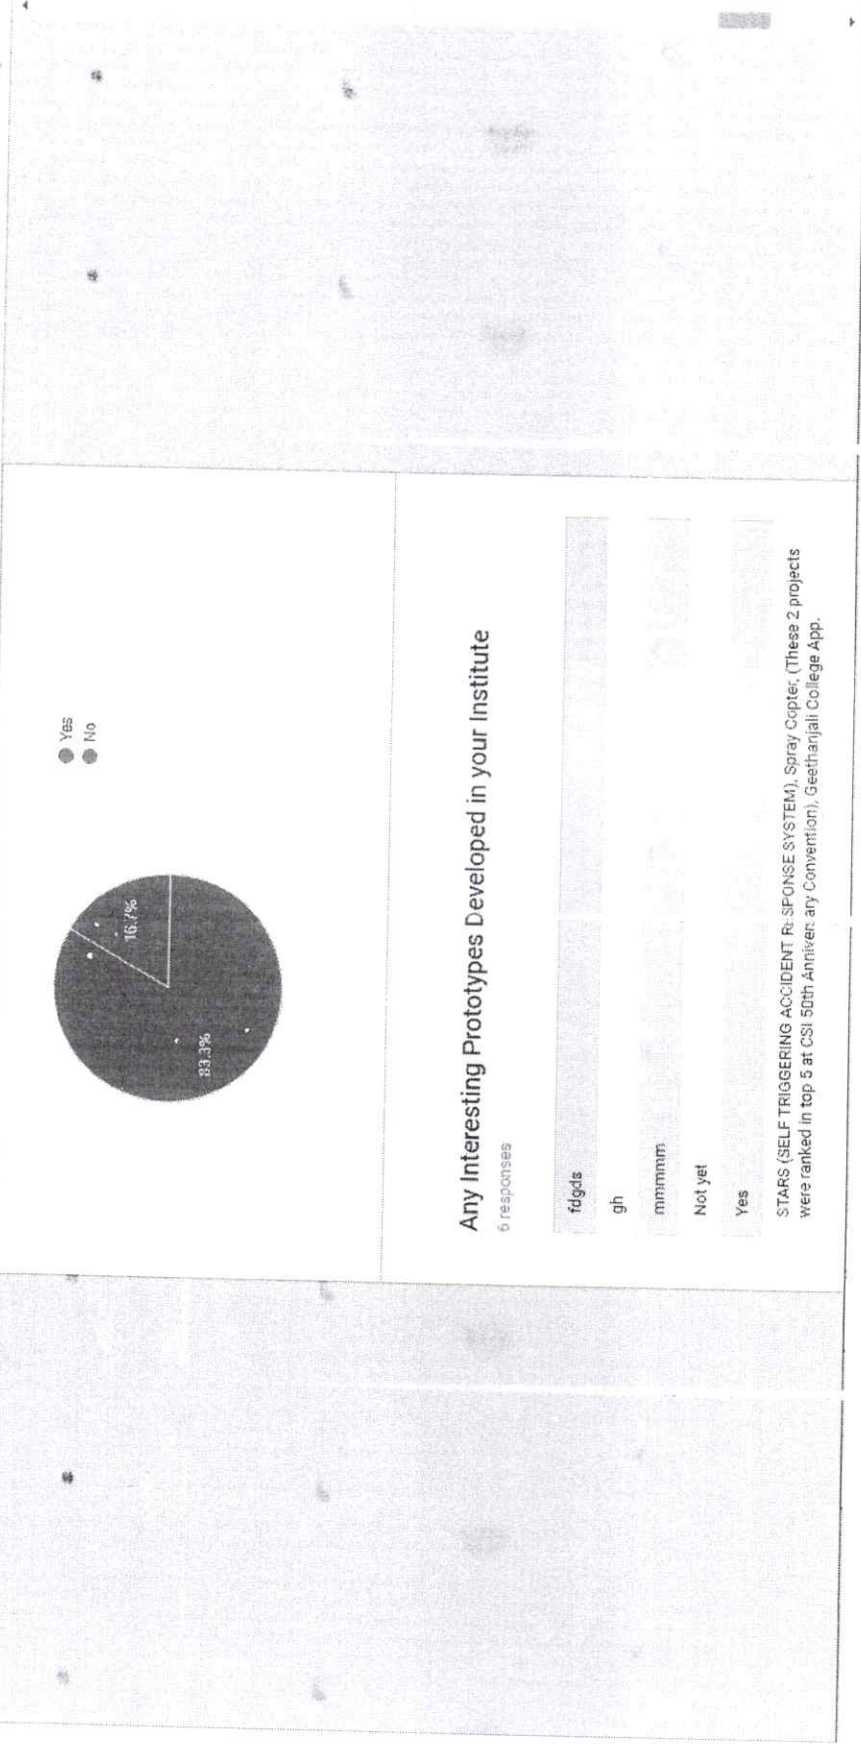 Yes
No
16.7%
83.3%
Any Interesting Prototypes Developed in your Institute
6 responses
fdgds
gh
mmmmm
Not yet
Yes
STARS (SELF TRIGGERING ACCIDENT RESPONSE SYSTEM), Spray Copter, (These 2 projects
were ranked in top 5 at CSI 50th Anniversary Convention), Geethanjali College App.